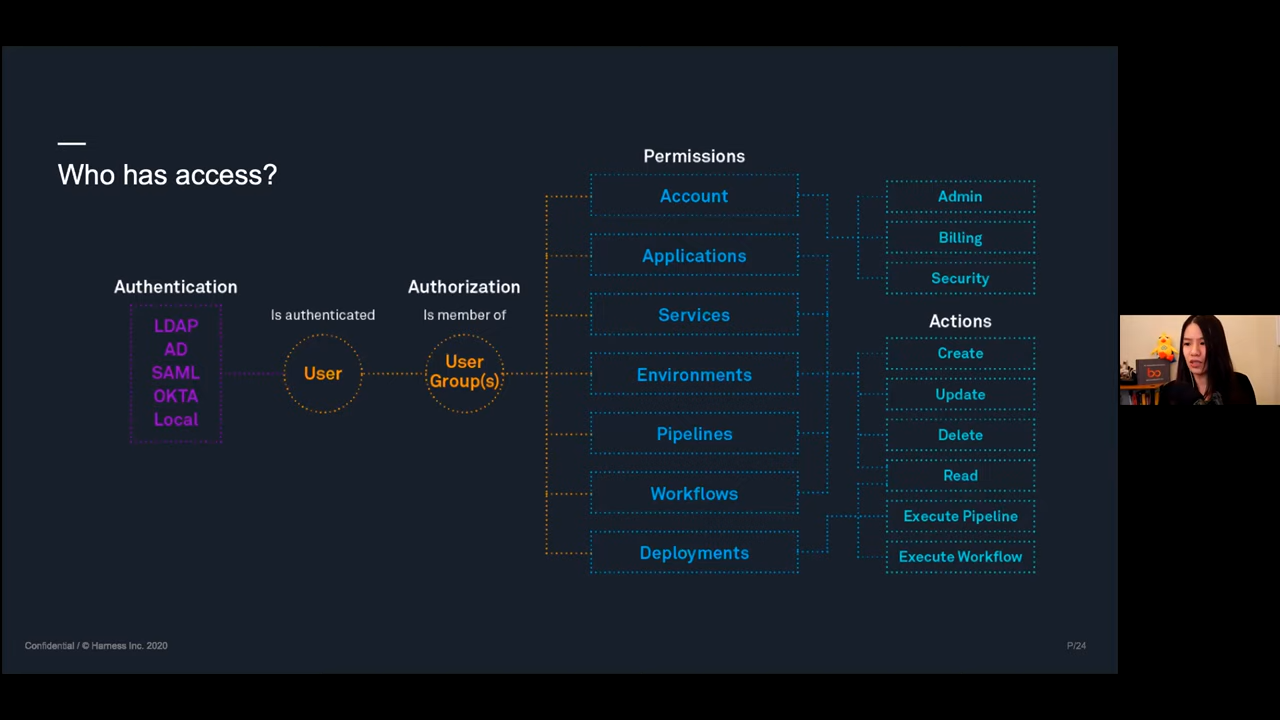 Who has access?
Authentication
LDAP
AD
SAML
OKTA
Local
Is authenticated
User
Authorization
Is member of
User
Group(s)
Permissions
Account
Applications
Services
Environments
Pipelines
Workflows
Deployments
Admin
Billing
Security
Actions
Create
Update
Delete
Read
Execute Pipeline
Execute Workflow
Confidential / © Harness Inc. 2020
P/24